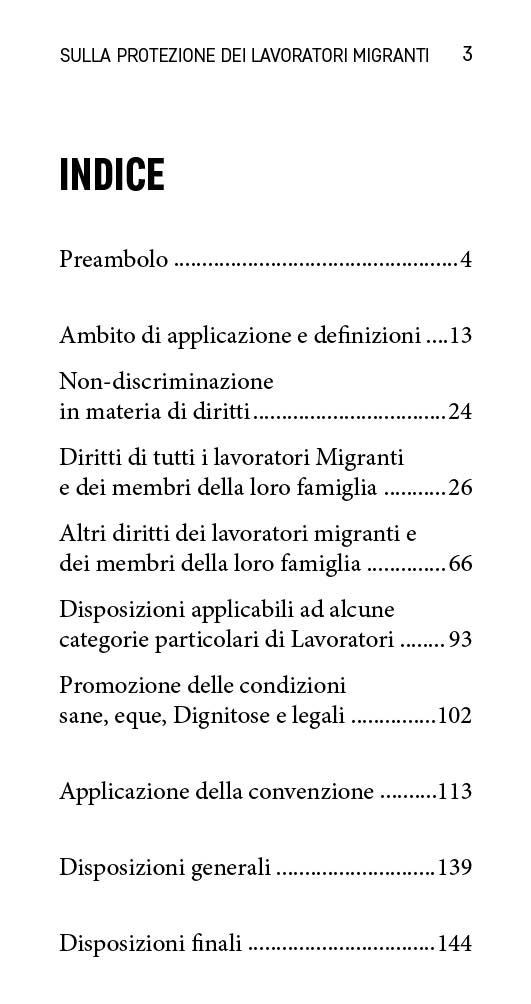 SULLA PROTEZIONE DEI LAVORATORI MIGRANTI 3
INDICE
Preambolo ..................................................4
Ambito di applicazione e definizioni ....13
Non-discriminazione
in materia di diritti..................................24
Diritti di tutti i lavoratori Migranti
e dei membri della loro famiglia ...........26
Altri diritti dei lavoratori migranti e
dei membri della loro famiglia ..............66
Disposizioni applicabili ad alcune
categorie particolari di Lavoratori ........93
Promozione delle condizioni
sane, eque, Dignitose e legali ...............102
Applicazione della convenzione ..........113
Disposizioni generali ............................139
Disposizioni finali .................................144